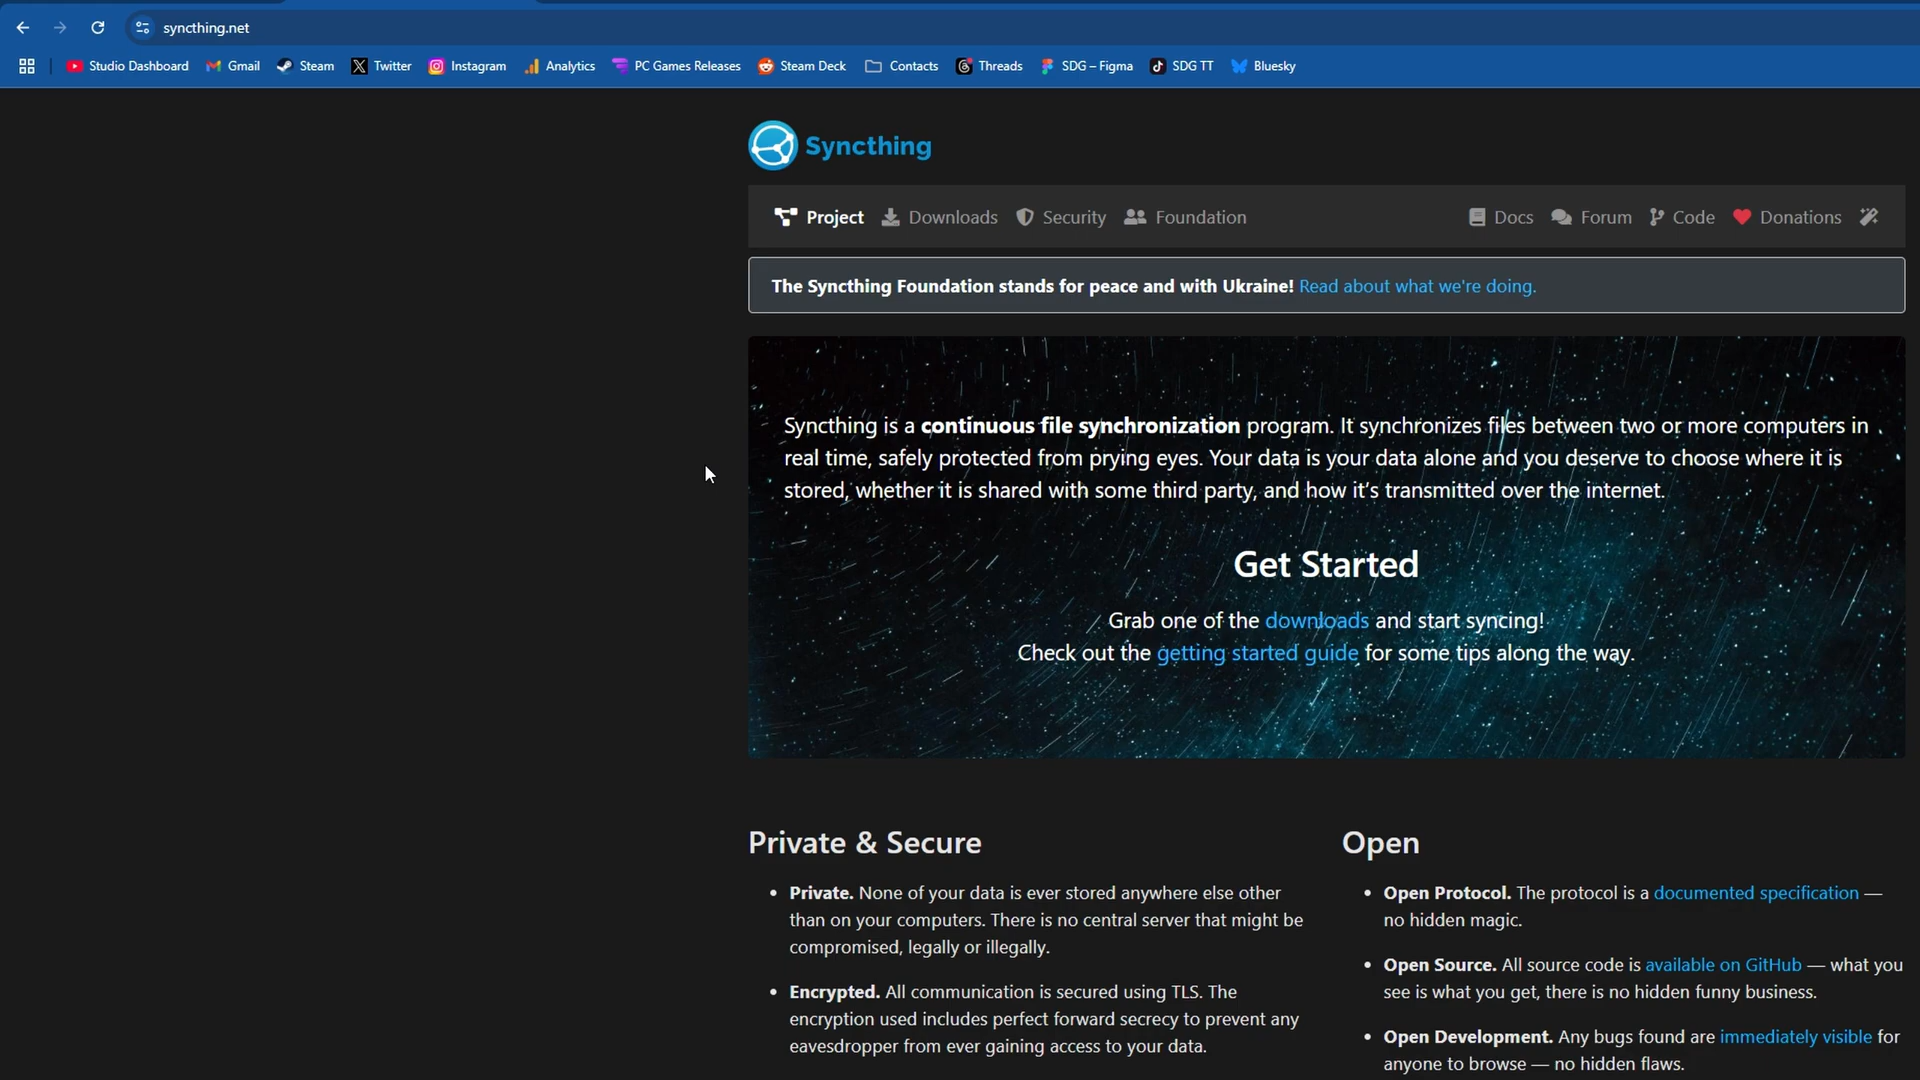 syncthing.net
Studio Dashboard Gmail Steam Twitter Instagram Analytics PC Games Releases Steam Deck Contacts Threads SDG – Figma SDG TT Bluesky
Syncthing
Project Downloads Security Foundation Docs Forum Code Donations
The Syncthing Foundation stands for peace and with Ukraine! Read about what we're doing.
Syncthing is a continuous file synchronization program. It synchronizes files between two or more computers in
real time, safely protected from prying eyes. Your data is your data alone and you deserve to choose where it is
stored, whether it is shared with some third party, and how it’s transmitted over the internet.
Get Started
Grab one of the downloads and start syncing!
Check out the getting started guide for some tips along the way.
Private & Secure
• Private. None of your data is ever stored anywhere else other
than on your computers. There is no central server that might be
compromised, legally or illegally.
• Encrypted. All communication is secured using TLS. The
encryption used includes perfect forward secrecy to prevent any
eavesdropper from ever gaining access to your data.
Open
• Open Protocol. The protocol is a documented specification —
no hidden magic.
• Open Source. All source code is available on GitHub — what you
see is what you get, there is no hidden funny business.
• Open Development. Any bugs found are immediately visible for
anyone to browse — no hidden flaws.